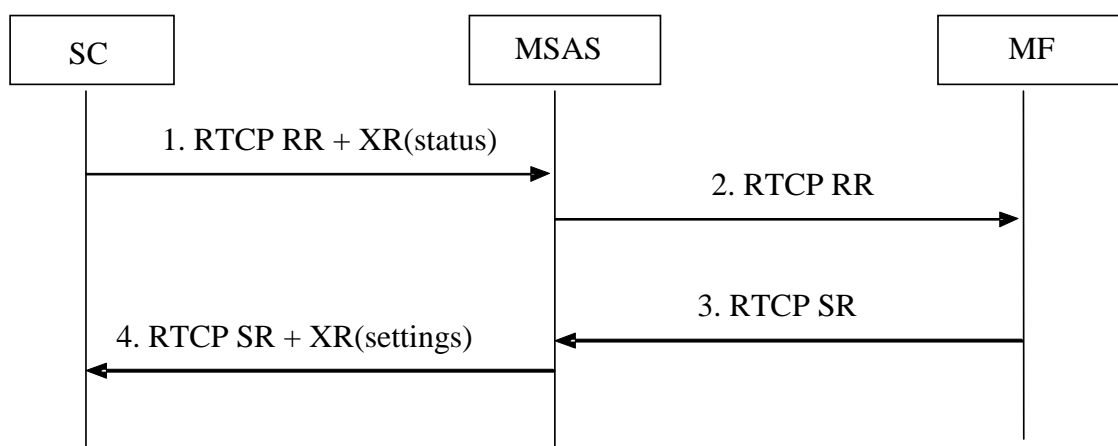 SC
MSAS
MF
1. RTCP RR + XR(status)
2. RTCP RR
3. RTCP SR
4. RTCP SR + XR(settings)